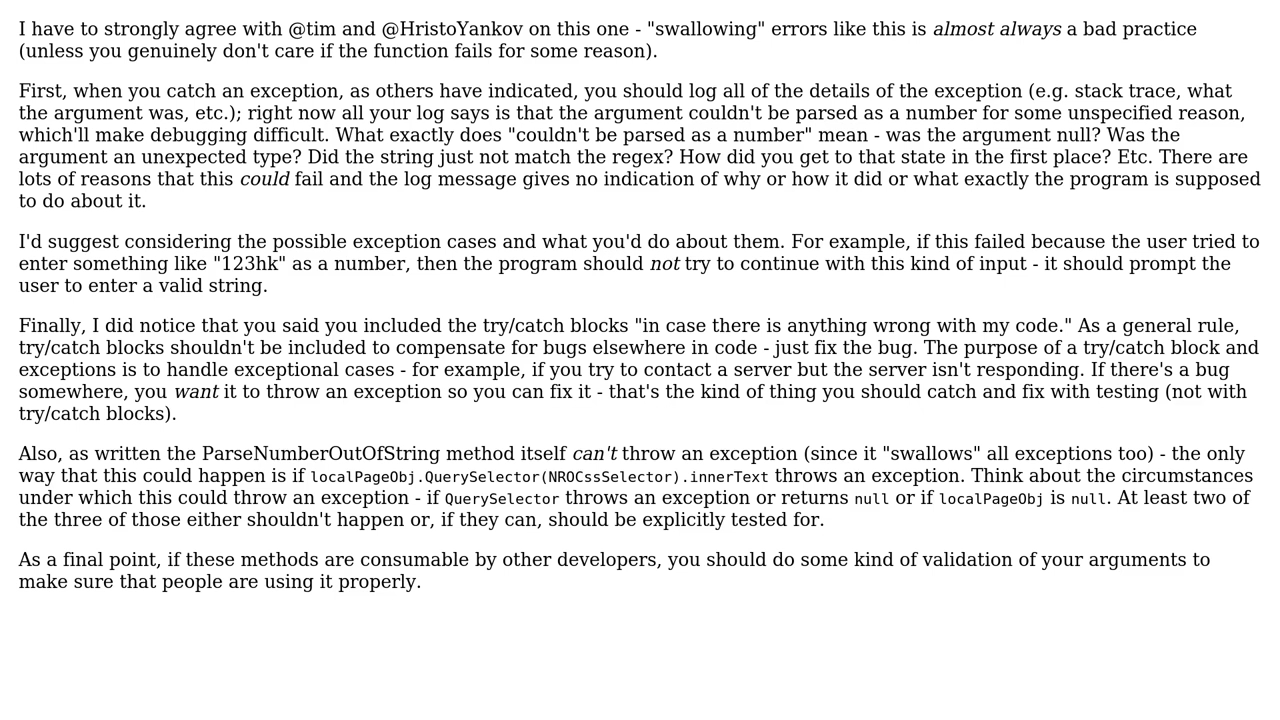 I have to strongly agree with @tim and @HristoYankov on this one - "swallowing" errors like this is almost always a bad practice
(unless you genuinely don't care if the function fails for some reason).
First, when you catch an exception, as others have indicated, you should log all of the details of the exception (e.g. stack trace, what
the argument was, etc.); right now all your log says is that the argument couldn't be parsed as a number for some unspecified reason,
which'll make debugging difficult. What exactly does "couldn't be parsed as a number" mean - was the argument null? Was the
argument an unexpected type? Did the string just not match the regex? How did you get to that state in the first place? Etc. There are
lots of reasons that this could fail and the log message gives no indication of why or how it did or what exactly the program is supposed
to do about it.
I'd suggest considering the possible exception cases and what you'd do about them. For example, if this failed because the user tried to
enter something like "123hk" as a number, then the program should not try to continue with this kind of input - it should prompt the
user to enter a valid string.
Finally, I did notice that you said you included the try/catch blocks "in case there is anything wrong with my code." As a general rule,
try/catch blocks shouldn't be included to compensate for bugs elsewhere in code - just fix the bug. The purpose of a try/catch block and
exceptions is to handle exceptional cases - for example, if you try to contact a server but the server isn't responding. If there's a bug
somewhere, you want it to throw an exception so you can fix it - that's the kind of thing you should catch and fix with testing (not with
try/catch blocks).
Also, as written the ParseNumberOutOfString method itself can't throw an exception (since it "swallows" all exceptions too) - the only
way that this could happen is if localPageObj.QuerySelector(NROCssSelector).innerText throws an exception. Think about the circumstances
under which this could throw an exception - if QuerySelector throws an exception or returns null or if localPageObj is null. At least two of
the three of those either shouldn't happen or, if they can, should be explicitly tested for.
As a final point, if these methods are consumable by other developers, you should do some kind of validation of your arguments to
make sure that people are using it properly.